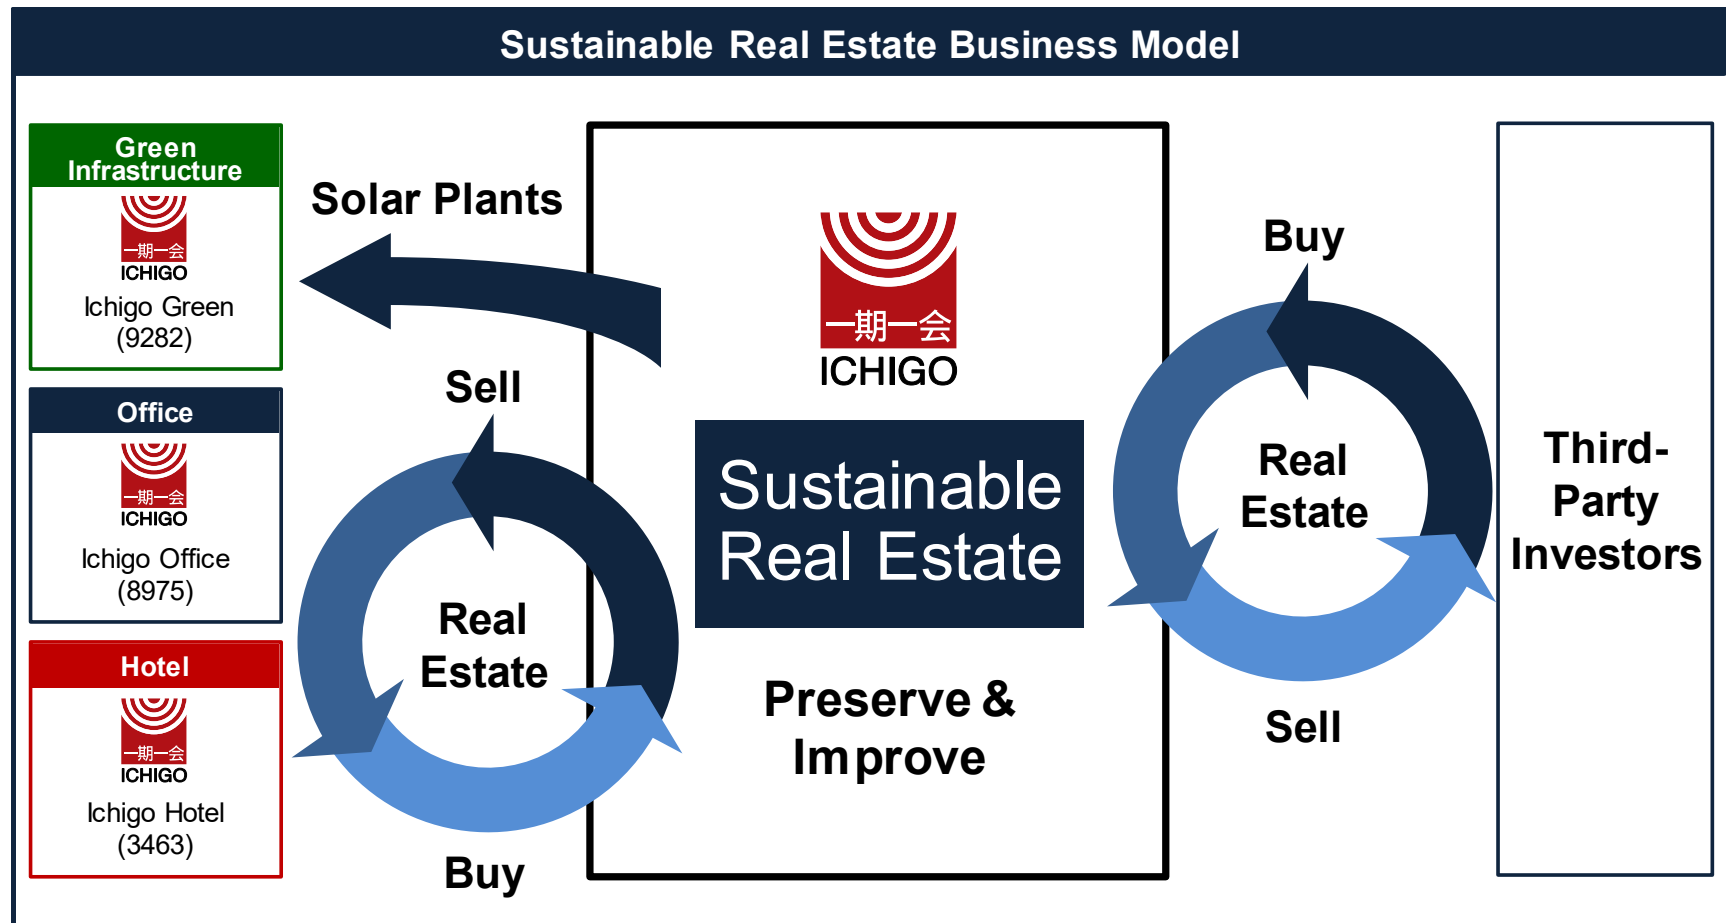 Sustainable Real Estate Business Model
Green
Infrastructure
一期一会
ICHIGO
Ichigo Green
(9282)
Office
一期一会
ICHIGO
Ichigo Office
(8975)
Hotel
一期一会
ICHIGO
Ichigo Hotel
(3463)
Solar Plants
Sell
Real
Estate
Buy
一期一会
ICHIGO
Sustainable
Real Estate
Preserve &
Improve
Buy
Real
Estate
Sell
Third-
Party
Investors